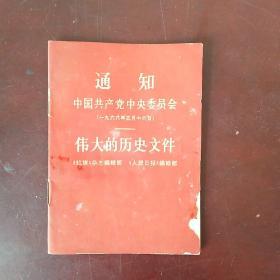 通知
中国共产党中央委员会
(一九六六年五月十六日)
伟大的历史文件
《红旗》杂志编辑部 《人民日报》编辑部